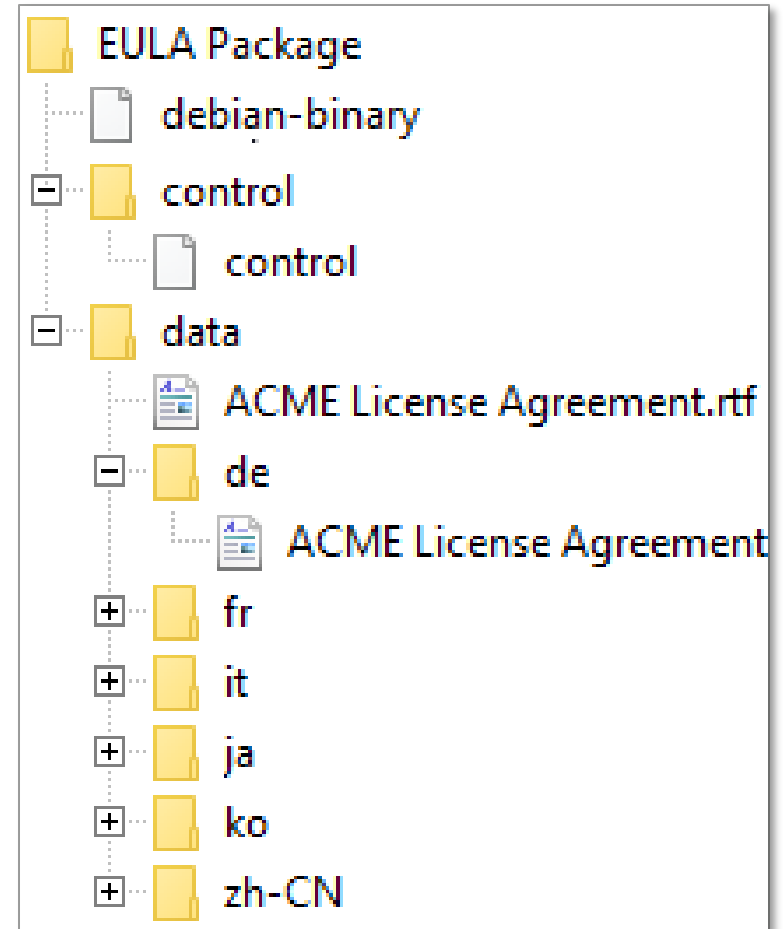 EULA Package
debian-binary
control
control
data
ACME License Agreement.rtf
de
ACME License Agreement
fr
it
ja
ko
zh-CN